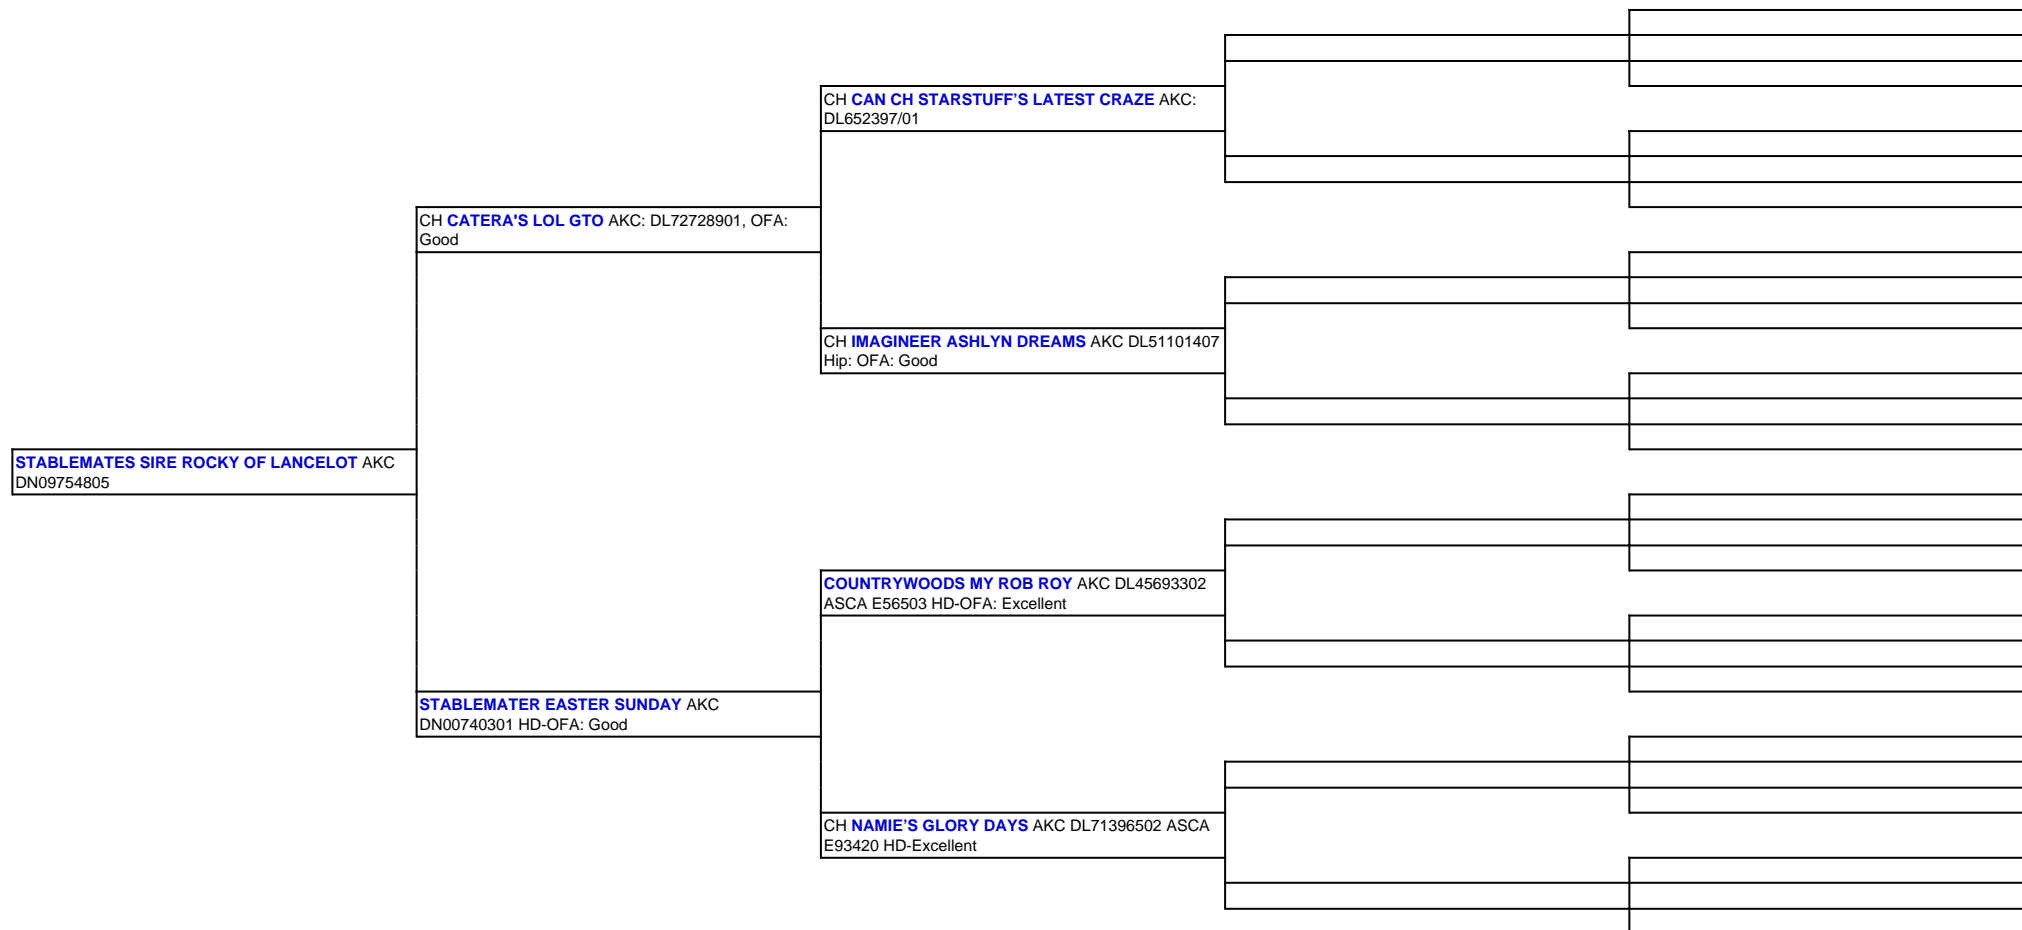 CH CAN CH STARSTUFF’S LATEST CRAZE AKC:
DL652397/01
CH CATERA'S LOL GTO AKC: DL72728901, OFA:
Good
CH IMAGINEER ASHLYN DREAMS AKC DL51101407
Hip: OFA: Good
STABLEMATES SIRE ROCKY OF LANCELOT AKC
DN09754805
COUNTRYWOODS MY ROB ROY AKC DL45693302
ASCA E56503 HD-OFA: Excellent
STABLEMATER EASTER SUNDAY AKC
DN00740301 HD-OFA: Good
CH NAMIE’S GLORY DAYS AKC DL71396502 ASCA
E93420 HD-Excellent